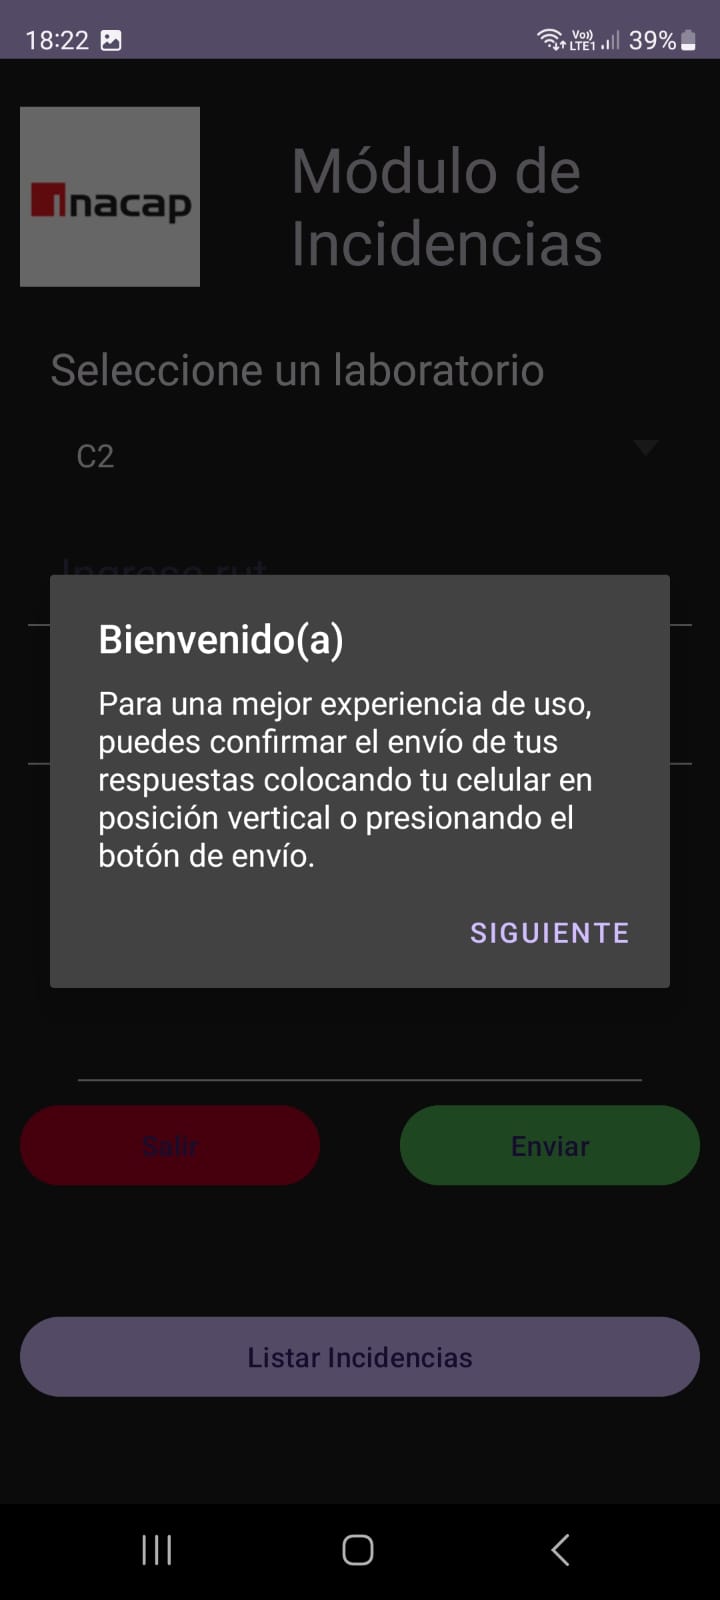 18:22
Vo))
LTE1
39%
Inacap
Módulo de
Incidencias
Seleccione un laboratorio
C2
Ingrese rut
Bienvenido(a)
Para una mejor experiencia de uso,
puedes confirmar el envío de tus
respuestas colocando tu celular en
posición vertical o presionando el
botón de envío.
SIGUIENTE
Salir
Enviar
Listar Incidencias